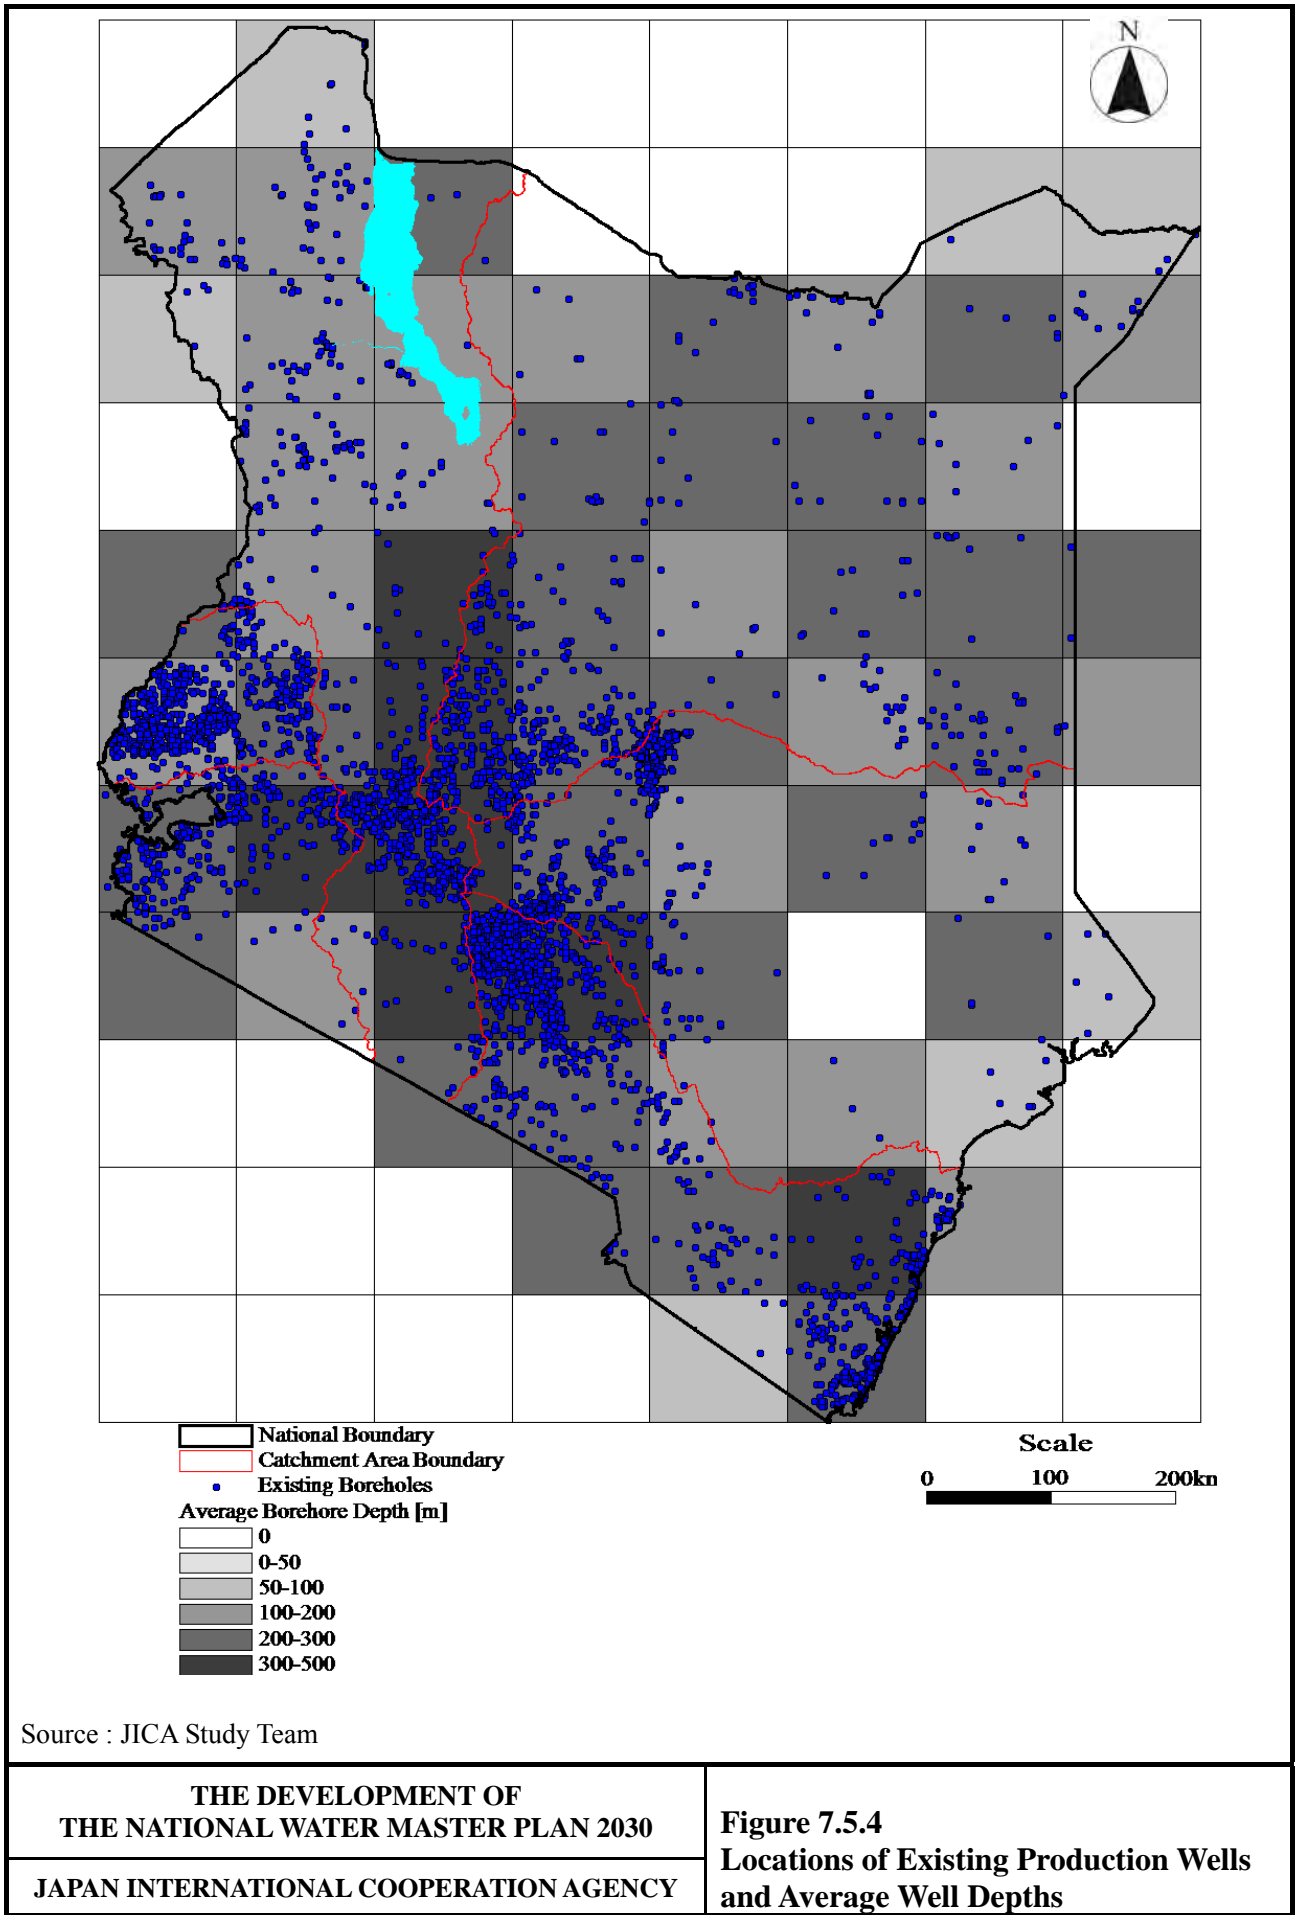 N
National Boundary
Catchment Area Boundary
Existing Boreholes
Average Borehore Depth [m]
0
0-50
50-100
100-200
200-300
300-500
Scale
0 100 200kn
Source : JICA Study Team
THE DEVELOPMENT OF
THE NATIONAL WATER MASTER PLAN 2030
JAPAN INTERNATIONAL COOPERATION AGENCY
Figure 7.5.4
Locations of Existing Production Wells
and Average Well Depths